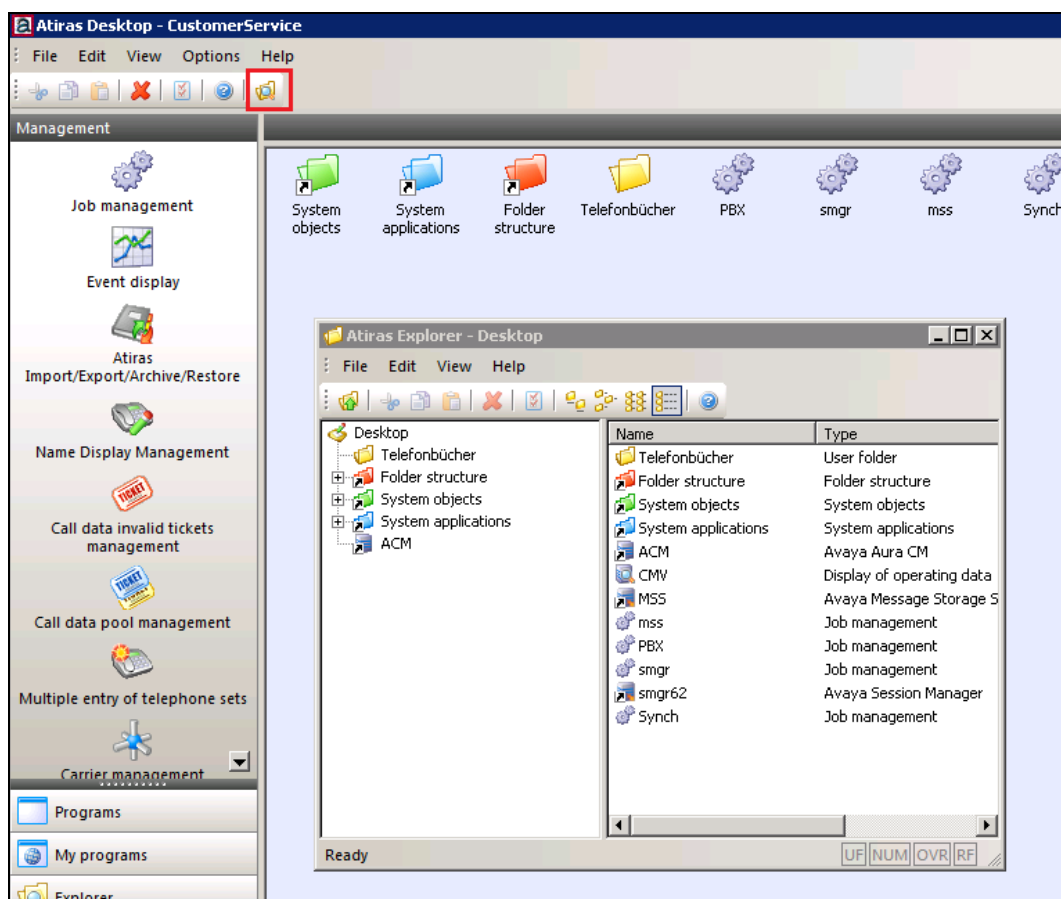 Atiras Desktop - CustomerService
File Edit View Options Help
Management
Job management
Event display
Atiras
Import/Export/Archive/Restore
Name Display Management
TICKET
Call data invalid tickets
management
TICKET
Call data pool management
Multiple entry of telephone sets
Carrier management
Programs
My programs
Explorer
System
objects
System
applications
Folder
structure
Telefonbücher
PBX
smgr
mss
Synch
Atiras Explorer - Desktop
File Edit View Help
Desktop
Telefonbücher
Folder structure
System objects
System applications
ACM
Name Type
Telefonbücher User folder
Folder structure Folder structure
System objects System objects
System applications System applications
ACM Avaya Aura CM
CMV Display of operating data
MSS Avaya Message Storage S
mss Job management
PBX Job management
smgr Job management
smgr62 Avaya Session Manager
Synch Job management
Ready UF NUM OVR RF